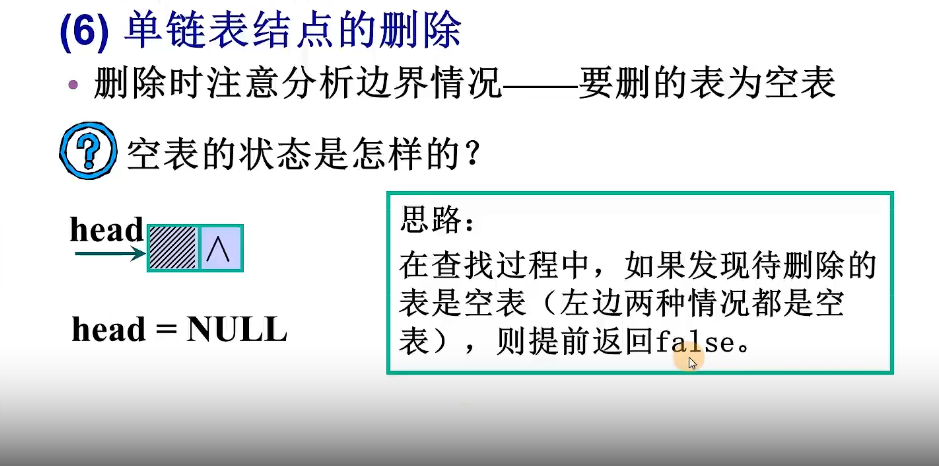 (6) 单链表结点的删除
• 删除时注意分析边界情况——要删的表为空表
? 空表的状态是怎样的？
head
∧
head = NULL
思路：
在查找过程中，如果发现待删除的
表是空表（左边两种情况都是空
表），则提前返回false。